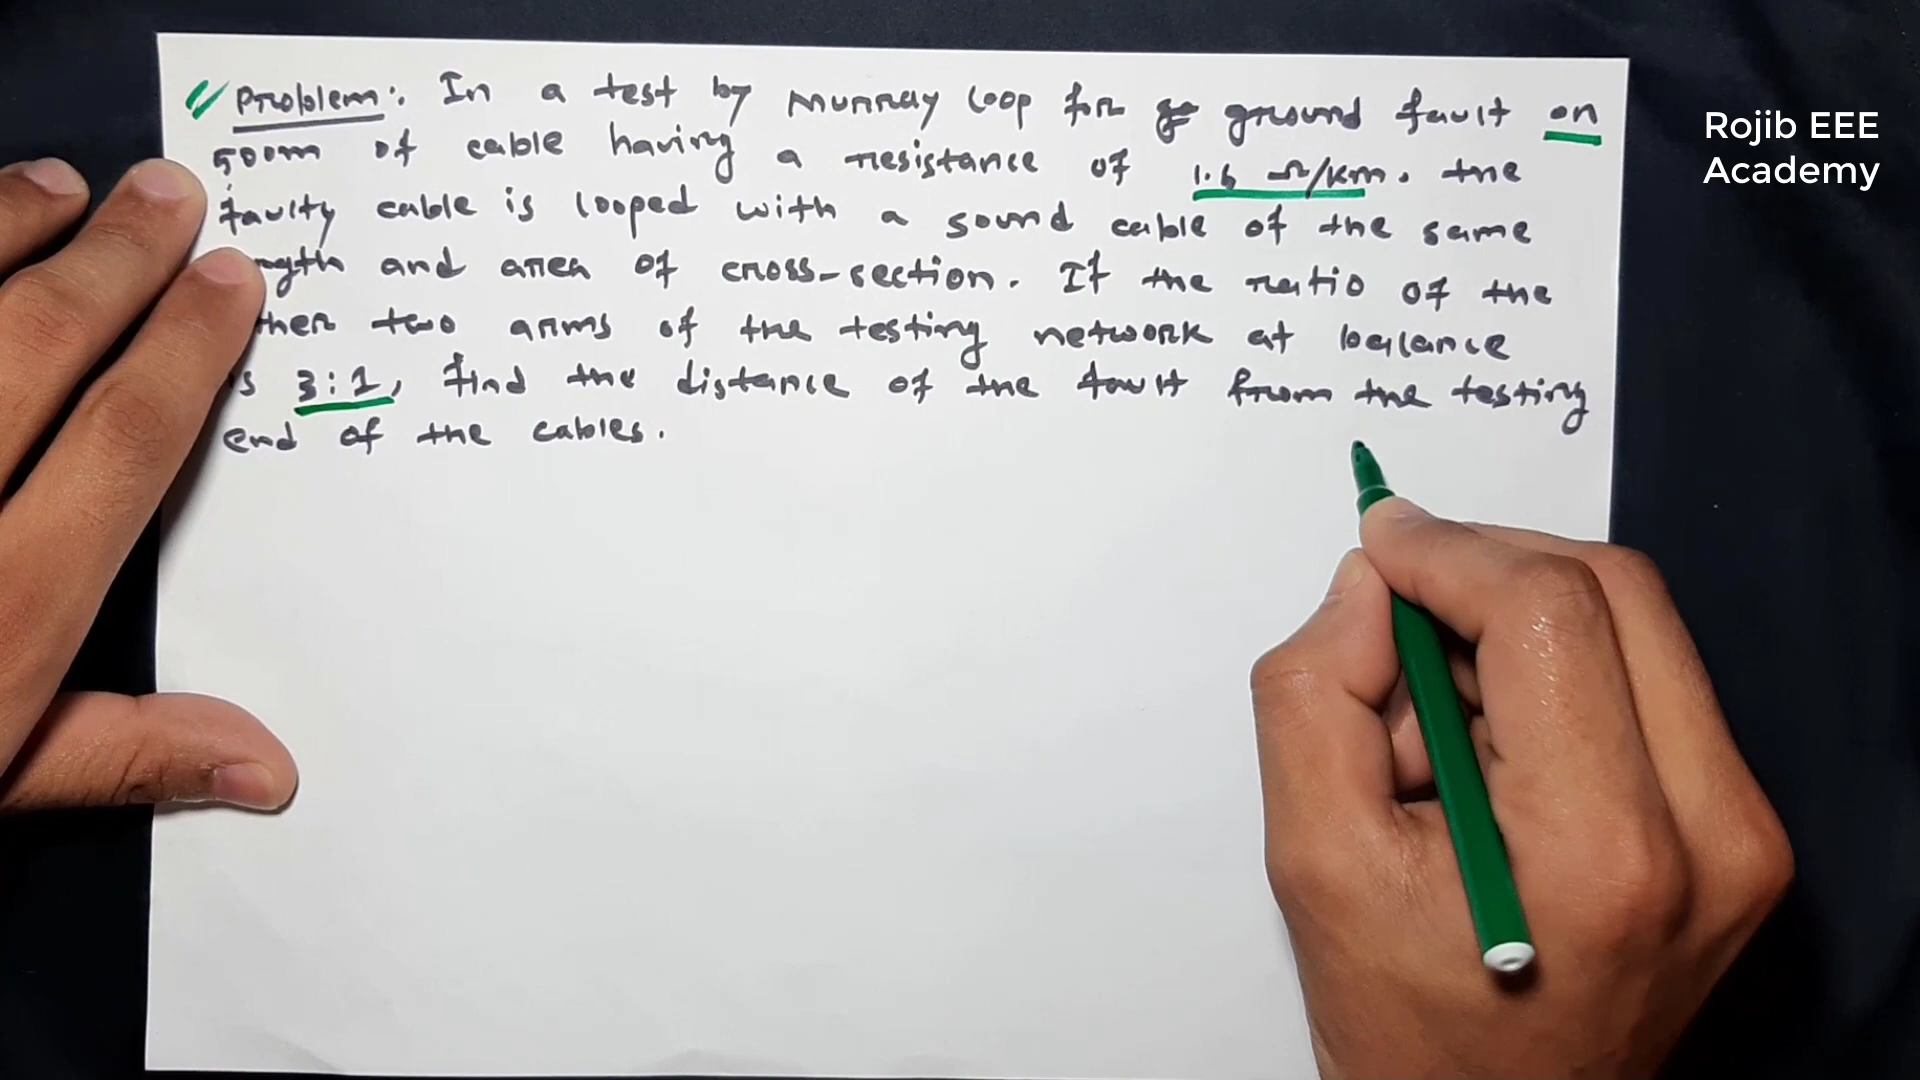 Problem: In a test by Murray loop for ground fault on
500m of cable having a resistance of 1.6 Ω/km. the
faulty cable is looped with a sound cable of the same
and area of cross-section. If the ratio of the
two arms of the testing network at balance
is 3:1, find the distance of the fault from the testing
end of the cables.
Rojib EEE
Academy